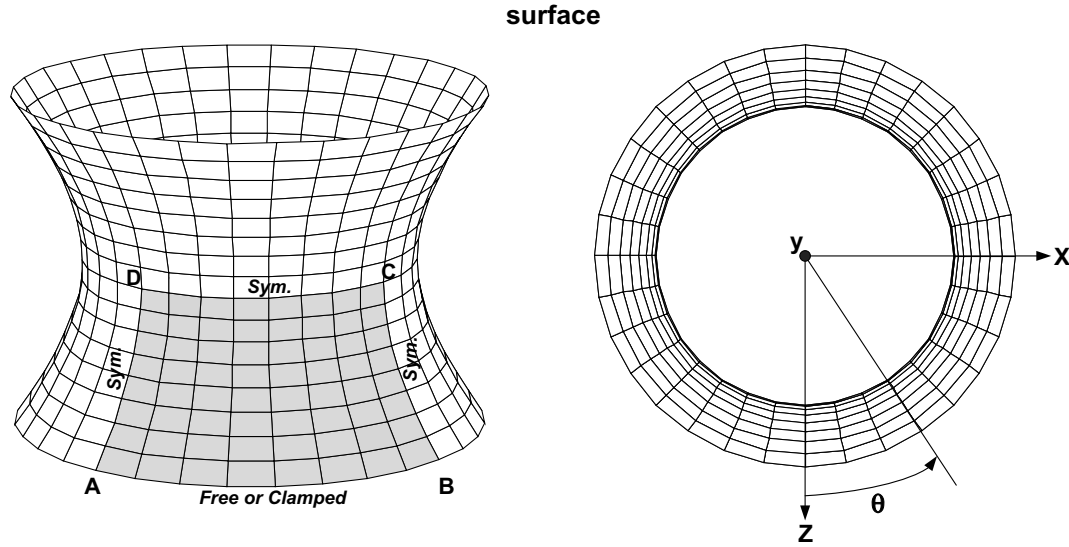 surface
D
Sym.
C
Sym.
Sym.
A
Free or Clamped
B
y
X
θ
Z